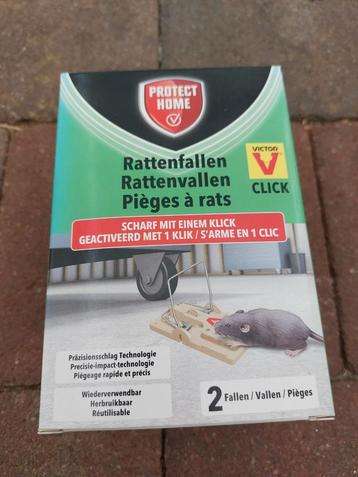 PROTECT
HOME
Rattenfallen
Rattenvallen
Pièges à rats
VICTOR
V
CLICK
SCHARF MIT EINEM KLICK
GEACTIVEERD MET 1 KLIK / S'ARME EN 1 CLIC
Präzisionsschlag Technologie
Precisie-impact-technologie
Piégeage rapide et précis
Wiederverwendbar
Herbruikbaar
Réutilisable
2 Fallen / Vallen / Pièges